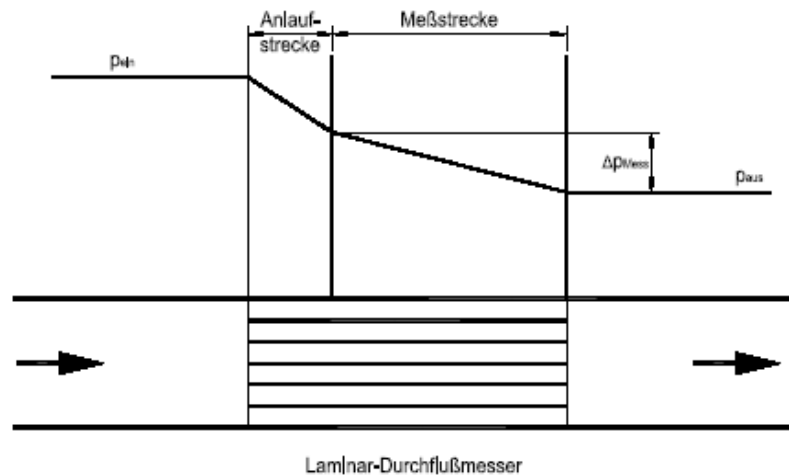 Anlauf-
strecke
Meßstrecke
pein
ΔpMess
paus
Laminar-Durchflußmesser